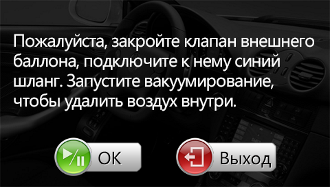 Пожалуйста, закройте клапан внешнего
баллона, подключите к нему синий
шланг. Запустите вакуумирование,
чтобы удалить воздух внутри.
OK
Выход